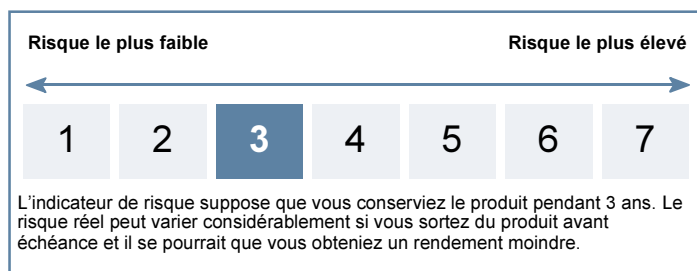 Risque le plus faible Risque le plus élevé
1 2 3 4 5 6 7
L'indicateur de risque suppose que vous conserviez le produit pendant 3 ans. Le
risque réel peut varier considérablement si vous sortez du produit avant
échéance et il se pourrait que vous obteniez un rendement moindre.